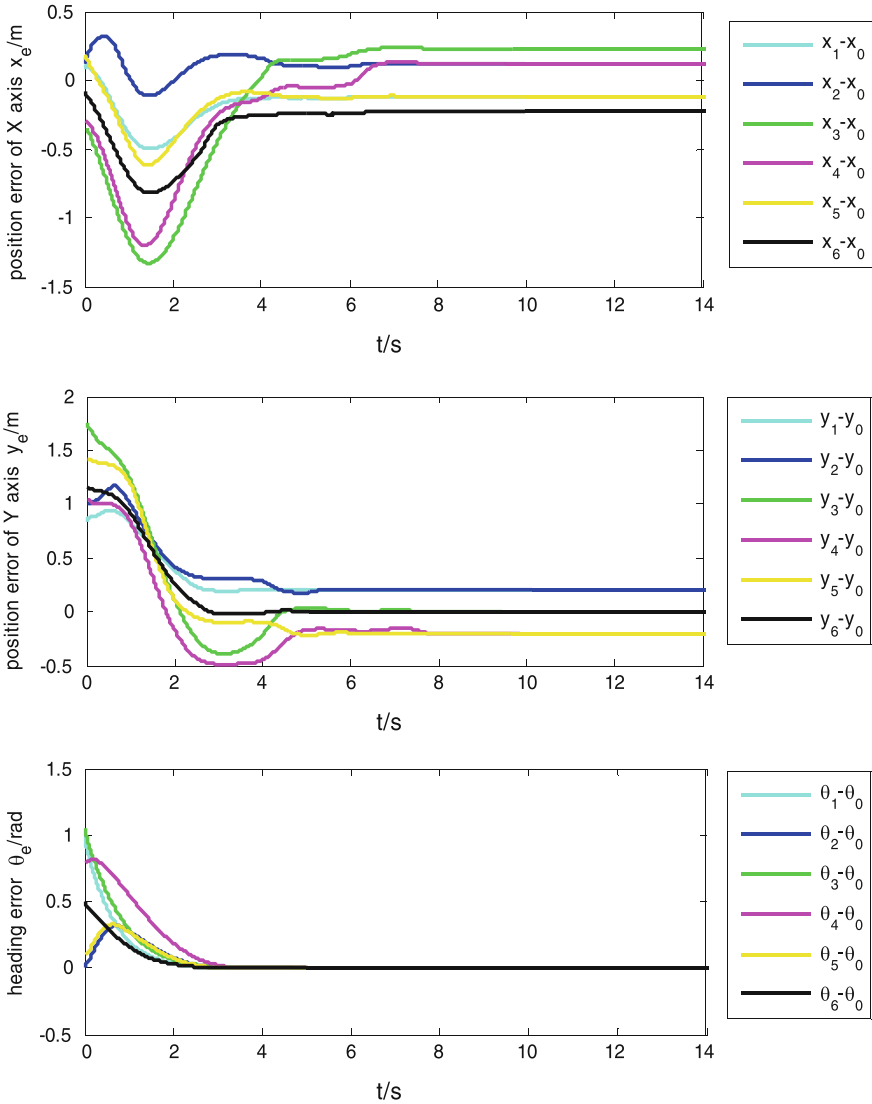 position error of X axis x_e/m
0.5
0
-0.5
-1
-1.5
0 2 4 6 8 10 12 14
t/s
x_1-x_0
x_2-x_0
x_3-x_0
x_4-x_0
x_5-x_0
x_6-x_0
position error of Y axis y_e/m
2
1.5
1
0.5
0
-0.5
0 2 4 6 8 10 12 14
t/s
y_1-y_0
y_2-y_0
y_3-y_0
y_4-y_0
y_5-y_0
y_6-y_0
heading error θ_e/rad
1.5
1
0.5
0
-0.5
0 2 4 6 8 10 12 14
t/s
θ_1-θ_0
θ_2-θ_0
θ_3-θ_0
θ_4-θ_0
θ_5-θ_0
θ_6-θ_0